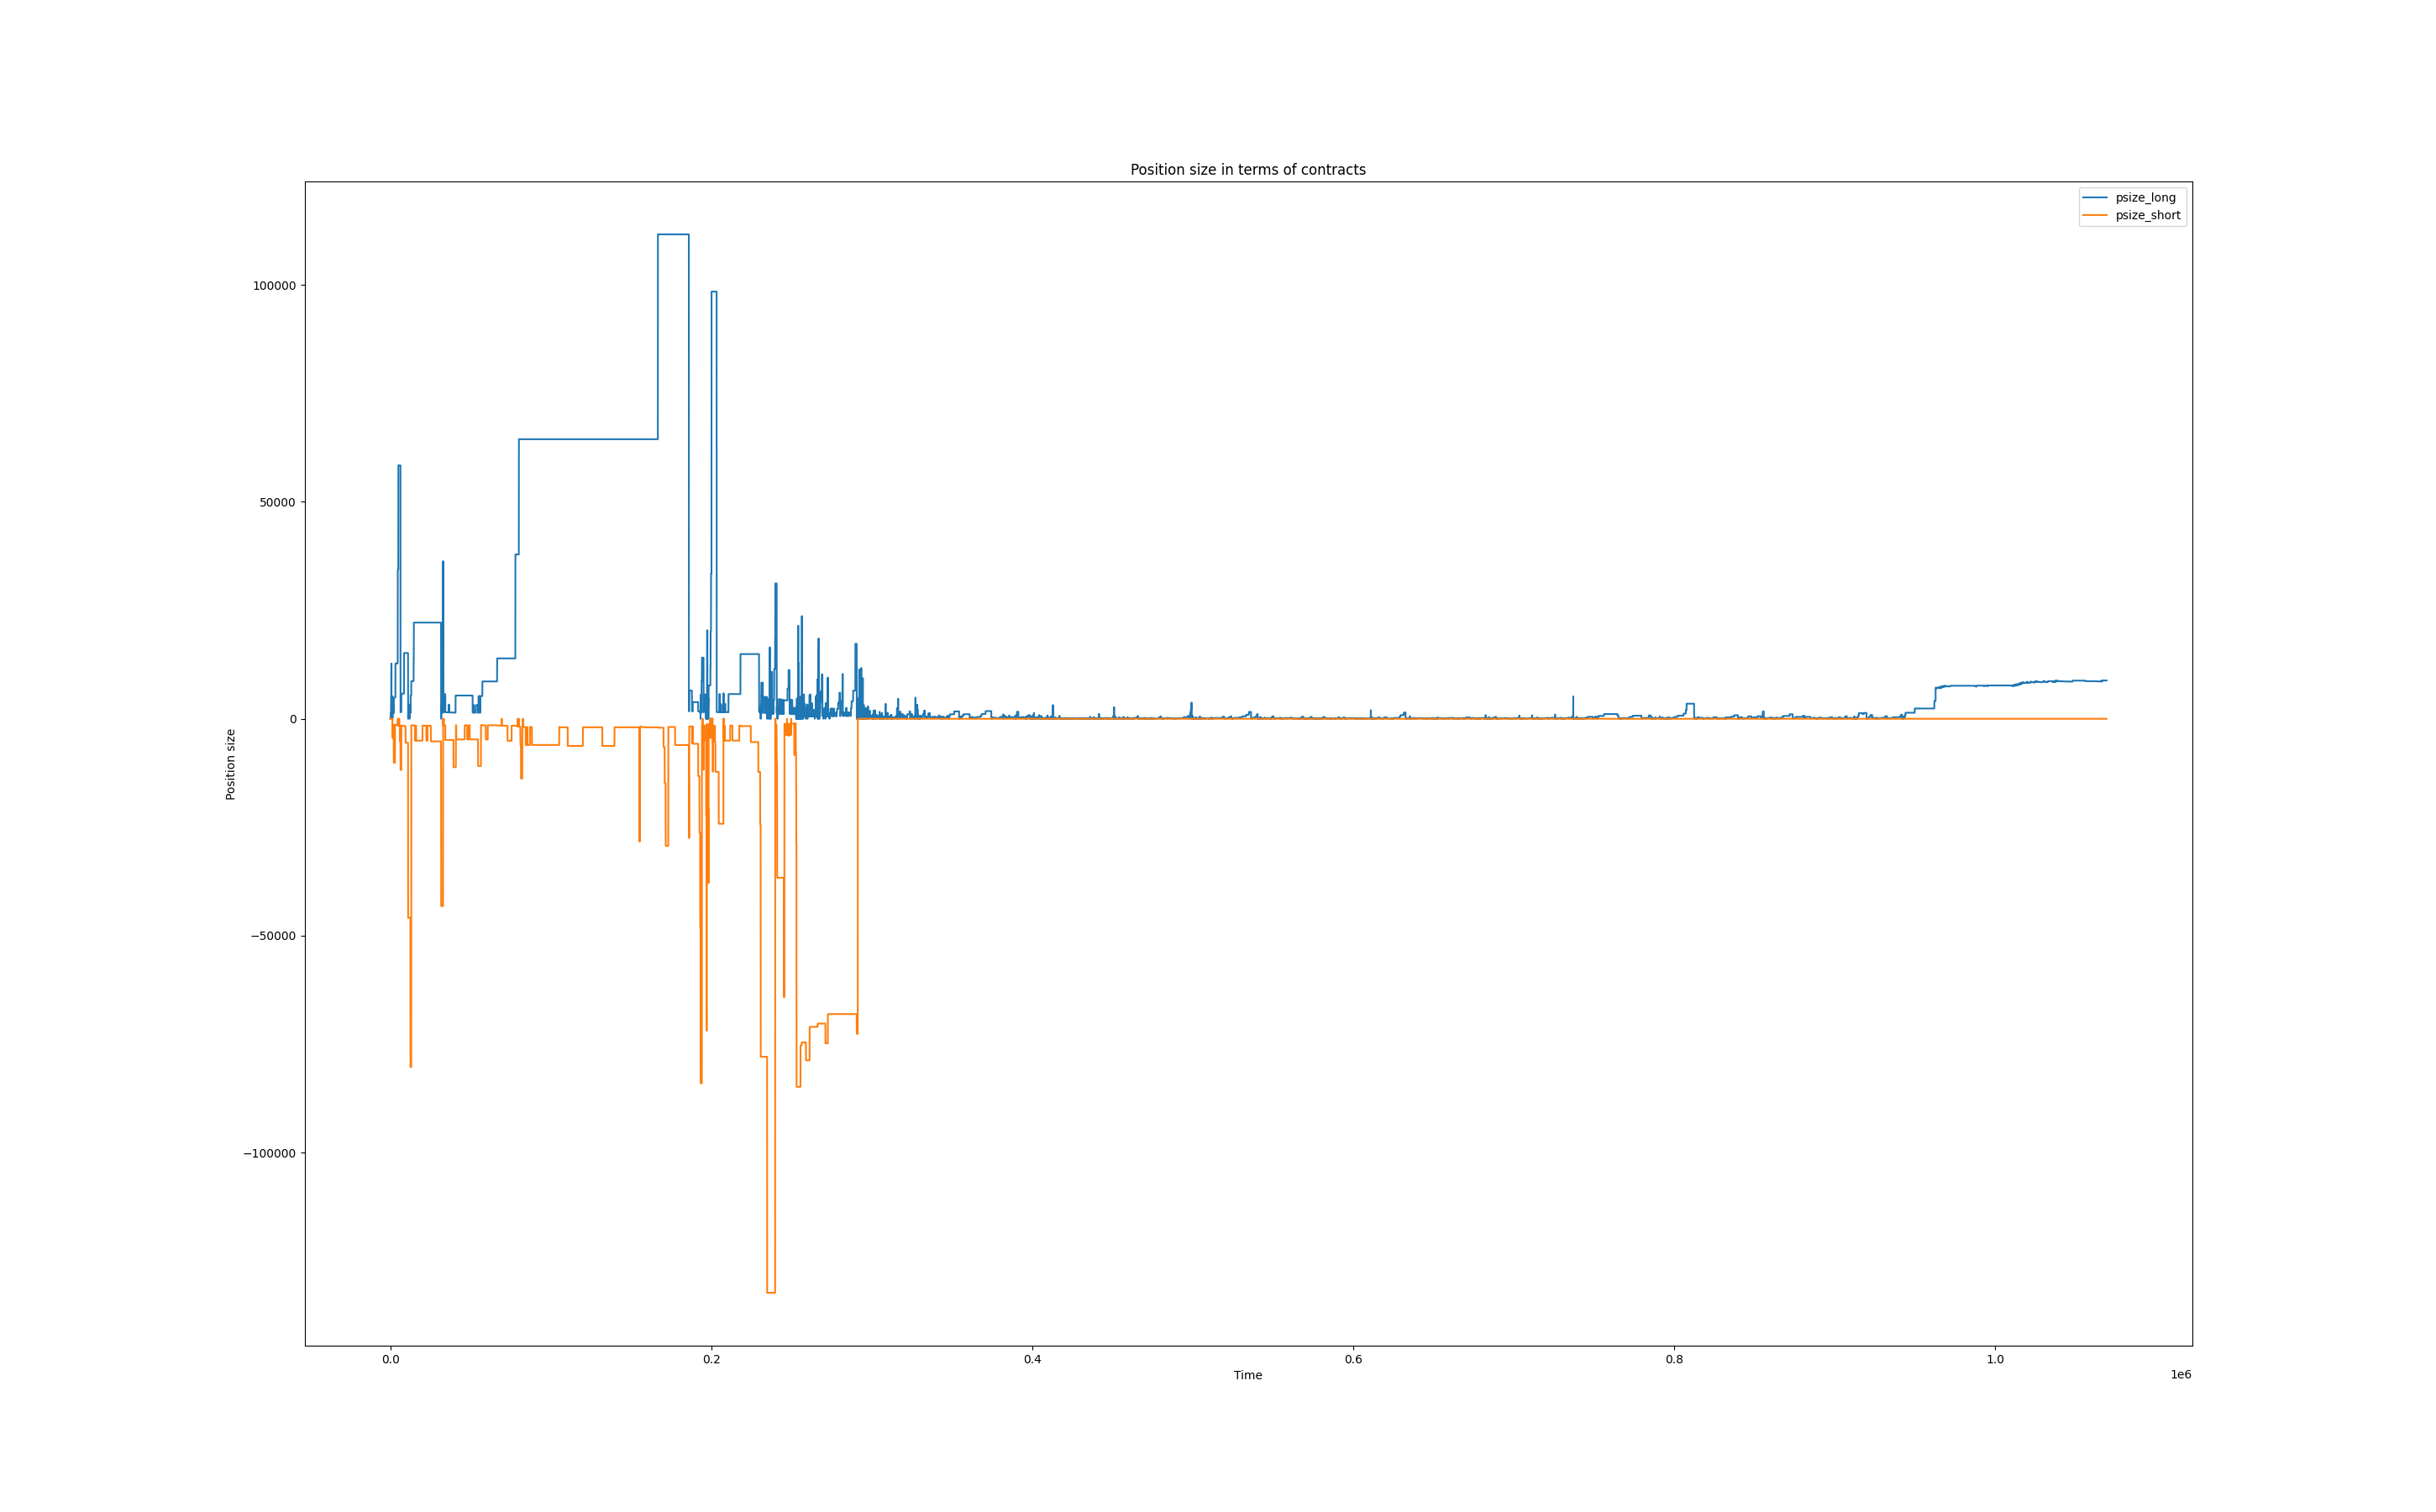 Position size in terms of contracts
psize_long
psize_short
100000
50000
0
−50000
−100000
Position size
0.0 0.2 0.4 0.6 0.8 1.0
Time
1e6